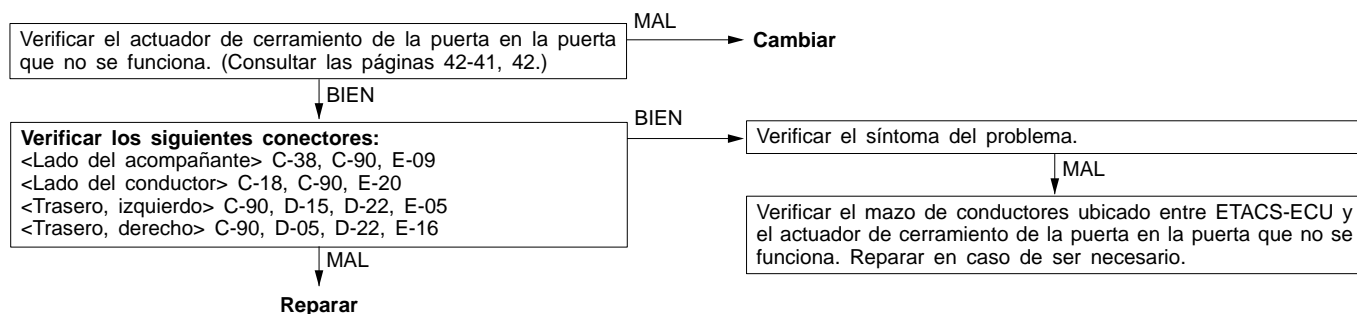 Verificar el actuador de cerramiento de la puerta en la puerta
que no se funciona. (Consultar las páginas 42-41, 42.)
MAL
Cambiar
BIEN
Verificar los siguientes conectores:
<Lado del acompañante> C-38, C-90, E-09
<Lado del conductor> C-18, C-90, E-20
<Trasero, izquierdo> C-90, D-15, D-22, E-05
<Trasero, derecho> C-90, D-05, D-22, E-16
BIEN
Verificar el síntoma del problema.
MAL
Verificar el mazo de conductores ubicado entre ETACS-ECU y
el actuador de cerramiento de la puerta en la puerta que no se
funciona. Reparar en caso de ser necesario.
MAL
Reparar